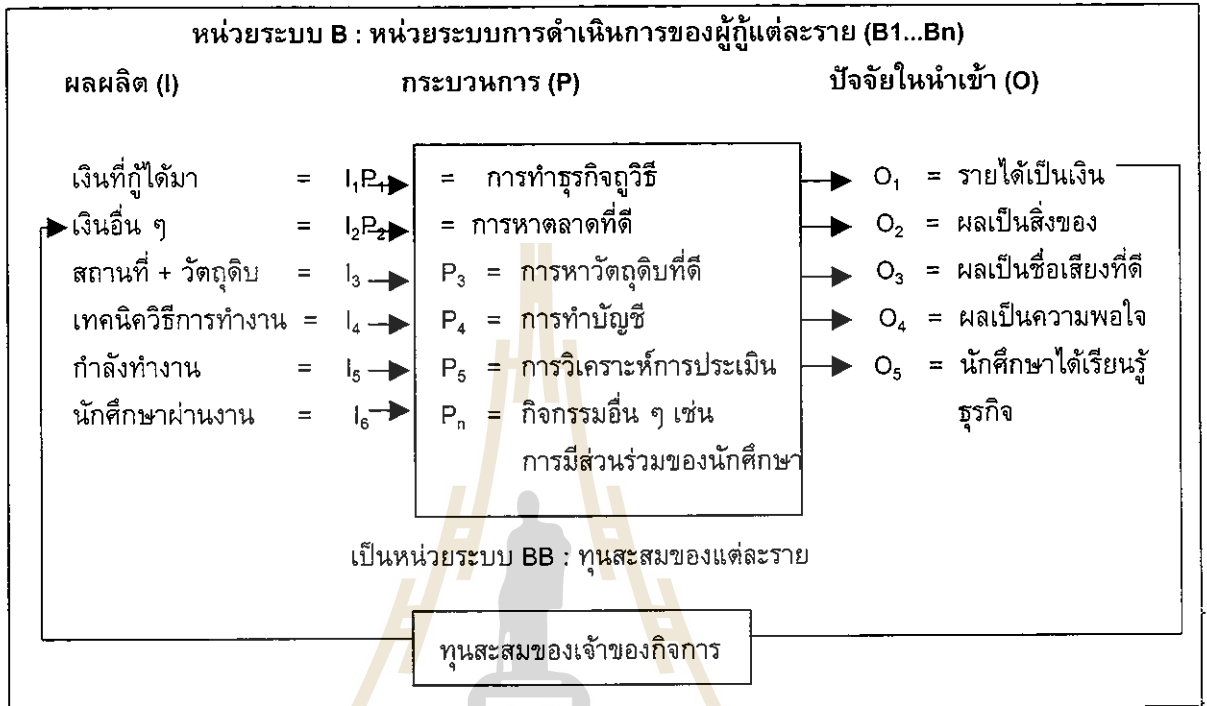 หน่วยระบบ B : หน่วยระบบการดำเนินการของผู้กู้แต่ละราย (B1...Bn)
ผลผลิต (I) กระบวนการ (P) ปัจจัยในนำเข้า (O)
เงินที่กู้ได้มา = I₁P₁ = การทำธุรกิจถูวิธี O₁ = รายได้เป็นเงิน
เงินอื่น ๆ = I₂P₂ = การหาตลาดที่ดี O₂ = ผลเป็นสิ่งของ
สถานที่ + วัตถุดิบ = I₃ P₃ = การหาวัตถุดิบที่ดี O₃ = ผลเป็นชื่อเสียงที่ดี
เทคนิควิธีการทำงาน = I₄ P₄ = การทำบัญชี O₄ = ผลเป็นความพอใจ
กำลังทำงาน = I₅ P₅ = การวิเคราะห์การประเมิน O₅ = นักศึกษาได้เรียนรู้
นักศึกษาผ่านงาน = I₆ Pₙ = กิจกรรมอื่น ๆ เช่น ธุรกิจ
การมีส่วนร่วมของนักศึกษา
เป็นหน่วยระบบ BB : ทุนสะสมของแต่ละราย
ทุนสะสมของเจ้าของกิจการ